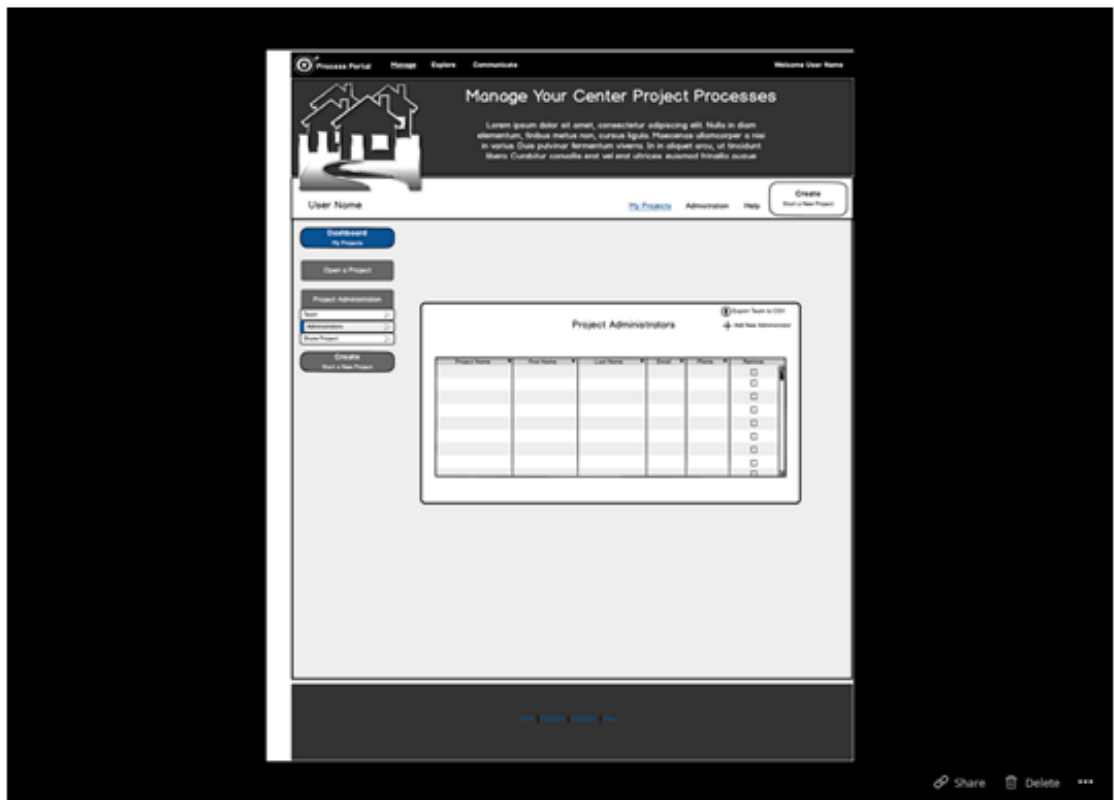 Process Portal Manage Explore Communicate Welcome User Name
Manage Your Center Project Processes
Lorem ipsum dolor sit amet, consectetur adipiscing elit. Nulla in diam
elementum, finibus metus non, cursus ligula. Maecenas ullamcorper a nisi
in varius. Duis pulvinar fermentum viverra. In in aliquet arcu, ut tincidunt
libero. Curabitur convallis erat vel erat ultrices euismod
User Name
My Projects Administration Help
Create
Start a New Project
Dashboard
My Projects
Open a Project
Project Administration
Team
Administrators
Share Project
Create
Start a New Project
Export Team to CSV
Project Administrators
Add New Administrator
Project Name First Name Last Name Email Phone Remove
Share Delete